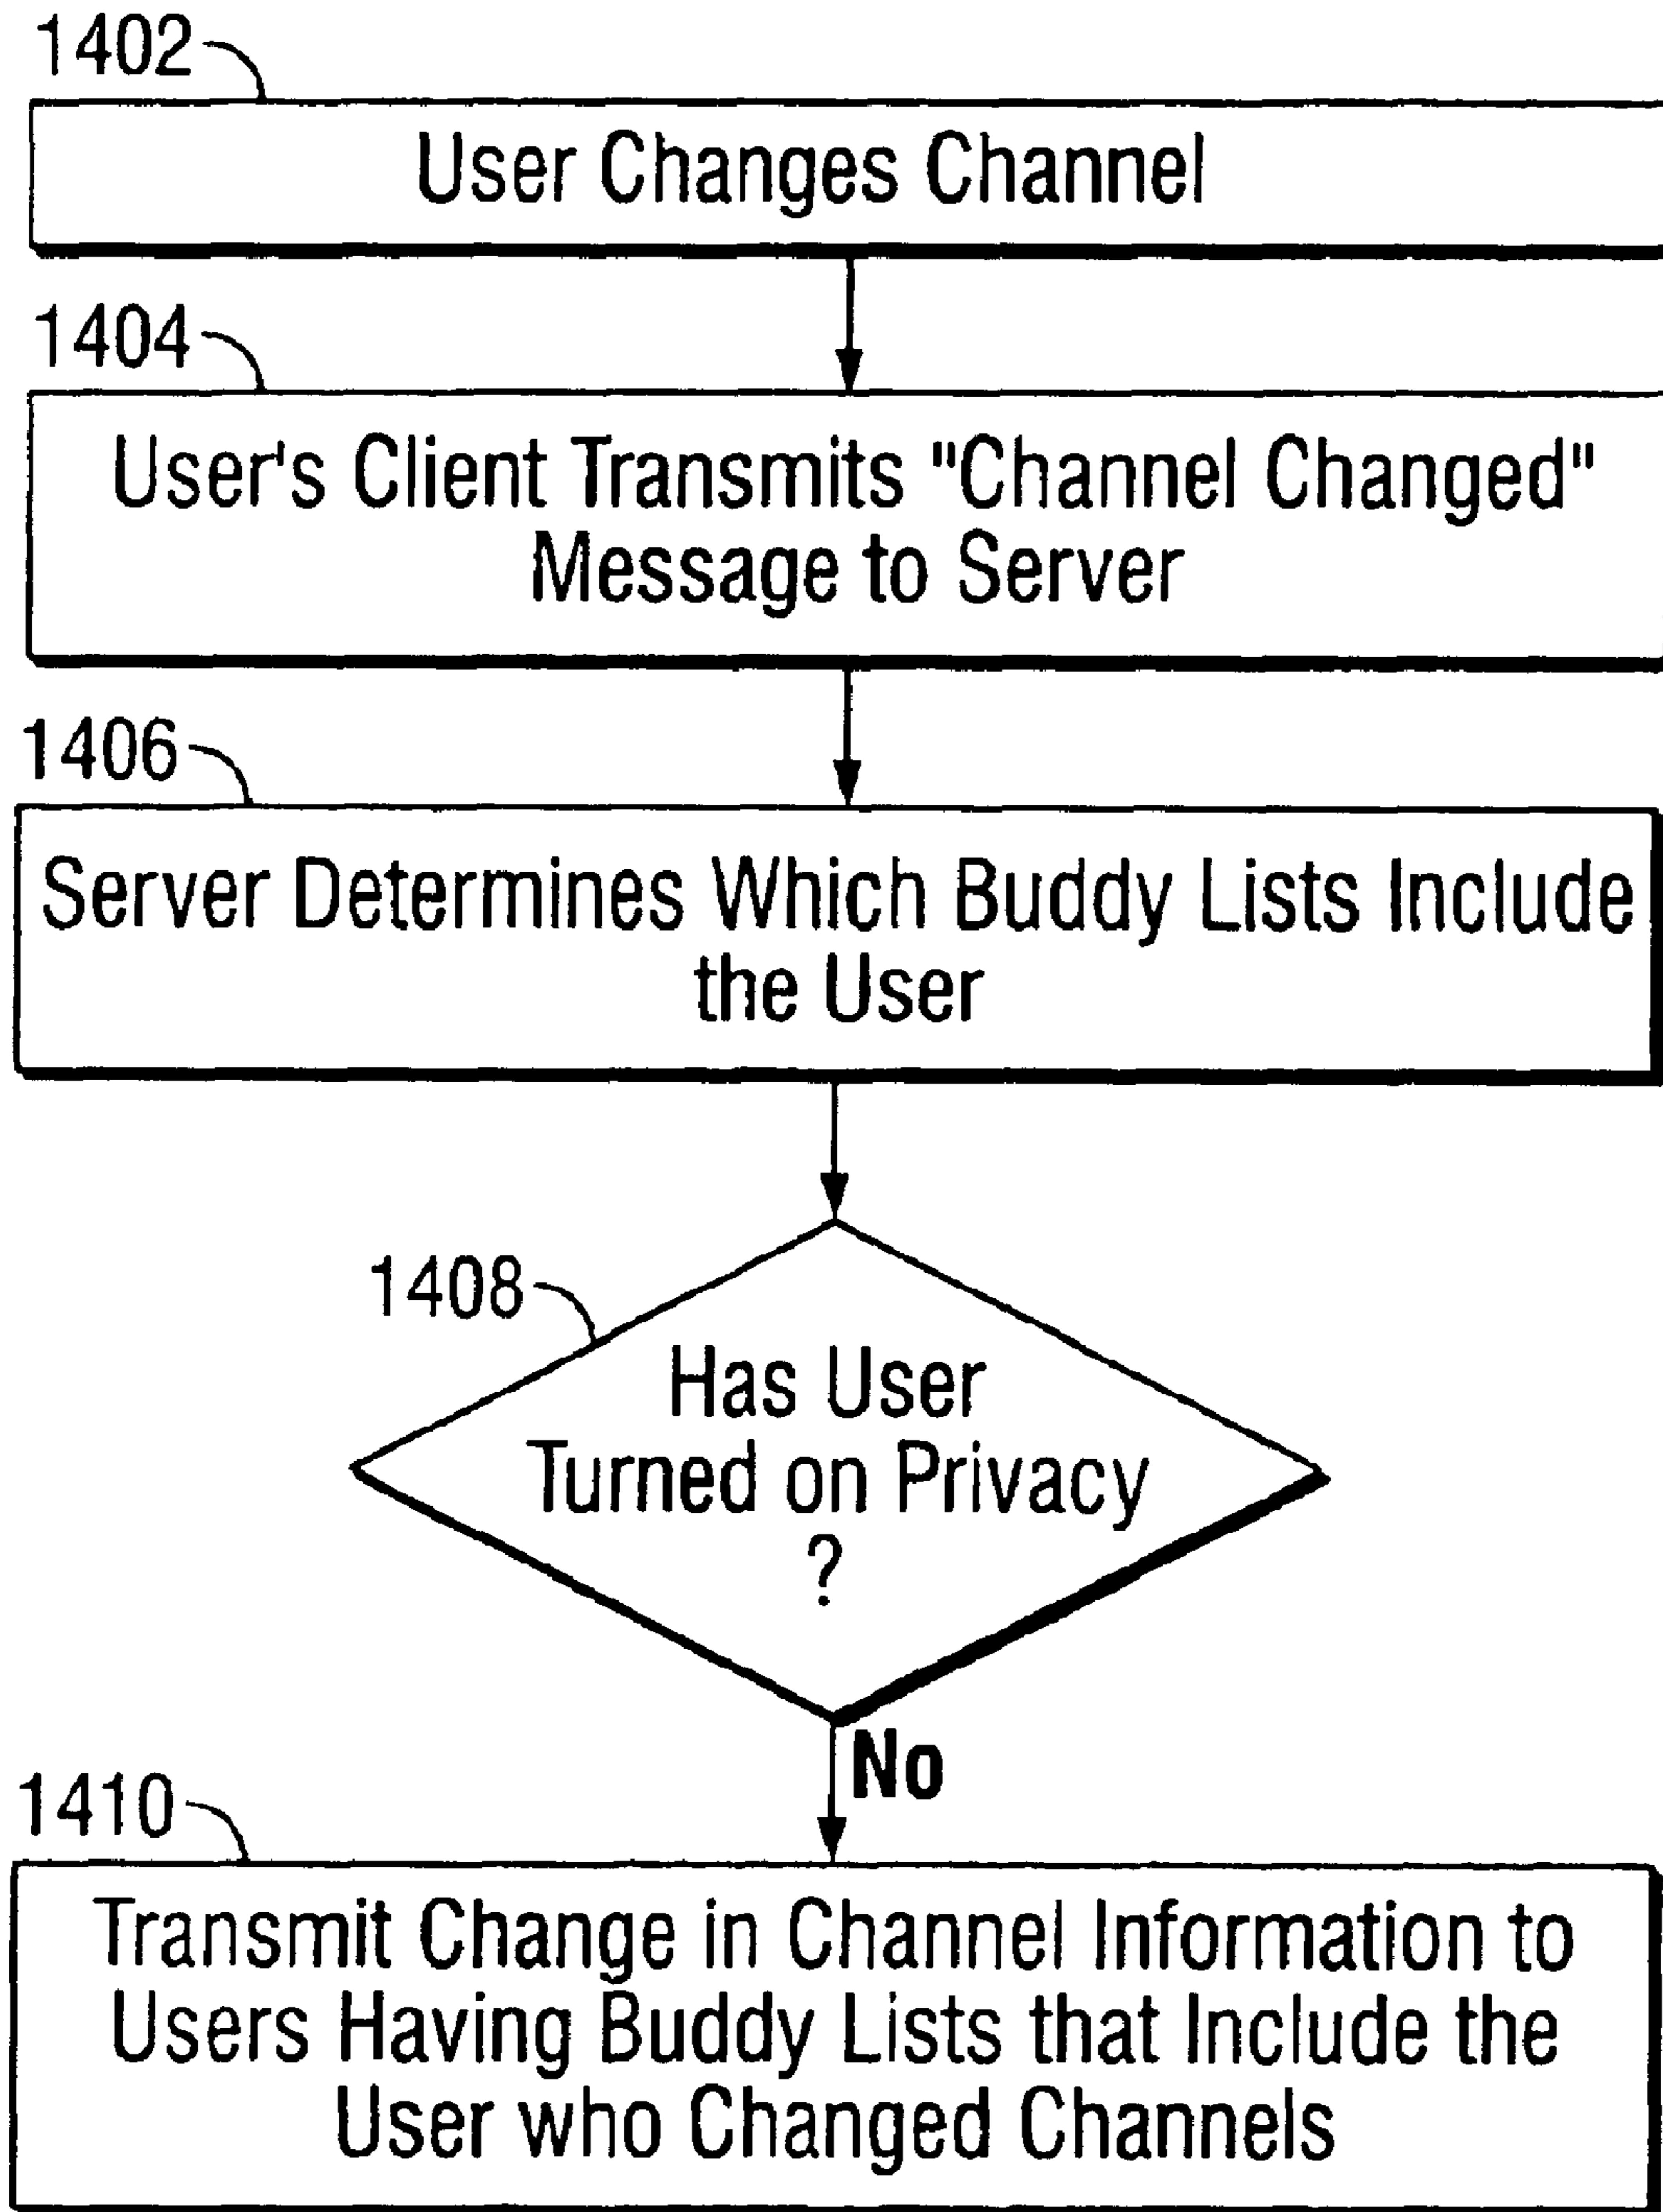 1402
User Changes Channel
1404
User's Client Transmits "Channel Changed"
Message to Server
1406
Server Determines Which Buddy Lists Include
the User
1408
Has User
Turned on Privacy
?
No
1410
Transmit Change in Channel Information to
Users Having Buddy Lists that Include the
User who Changed Channels